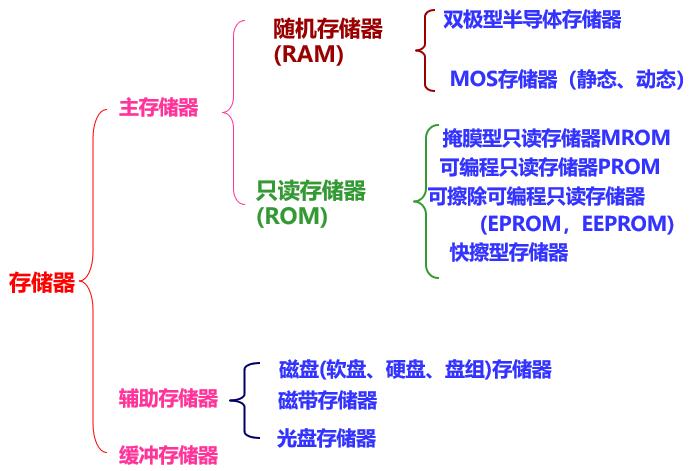 随机存储器
(RAM)
双极型半导体存储器
MOS存储器（静态、动态）
主存储器
只读存储器
(ROM)
掩膜型只读存储器MROM
可编程只读存储器PROM
可擦除可编程只读存储器
(EPROM，EEPROM)
快擦型存储器
存储器
辅助存储器
磁盘(软盘、硬盘、盘组)存储器
磁带存储器
光盘存储器
缓冲存储器